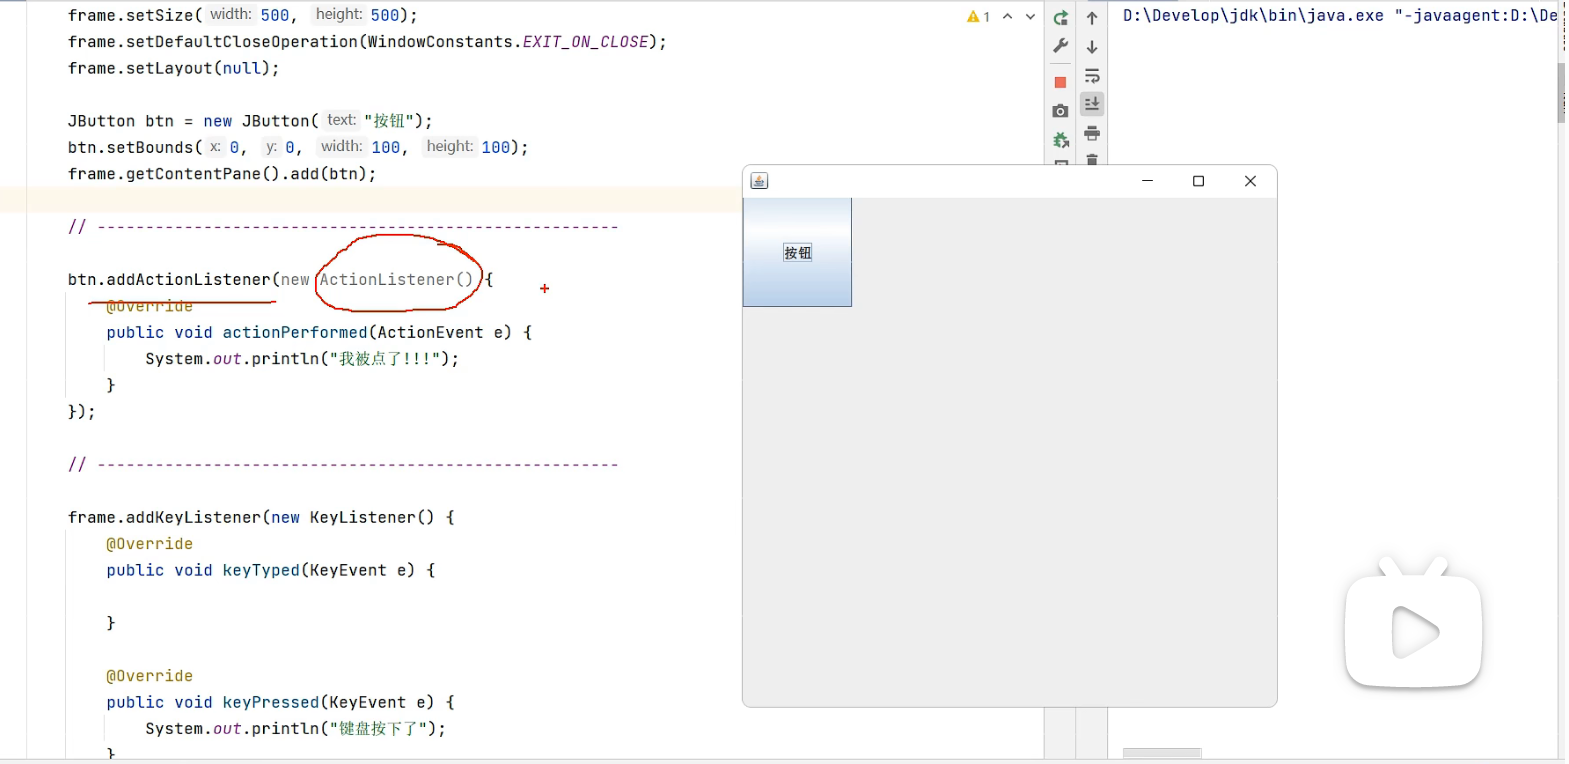 frame.setSize( width: 500, height: 500);
frame.setDefaultCloseOperation(WindowConstants.EXIT_ON_CLOSE);
frame.setLayout(null);
JButton btn = new JButton( text: "按钮");
btn.setBounds( x: 0, y: 0, width: 100, height: 100);
frame.getContentPane().add(btn);
// ------------------------------------------------------
btn.addActionListener(new ActionListener() {
@Override
public void actionPerformed(ActionEvent e) {
System.out.println("我被点了!!!");
}
});
// ------------------------------------------------------
frame.addKeyListener(new KeyListener() {
@Override
public void keyTyped(KeyEvent e) {
}
@Override
public void keyPressed(KeyEvent e) {
System.out.println("键盘按下了");
}
1
D:\Develop\jdk\bin\java.exe "-javaagent:D:\De
按钮